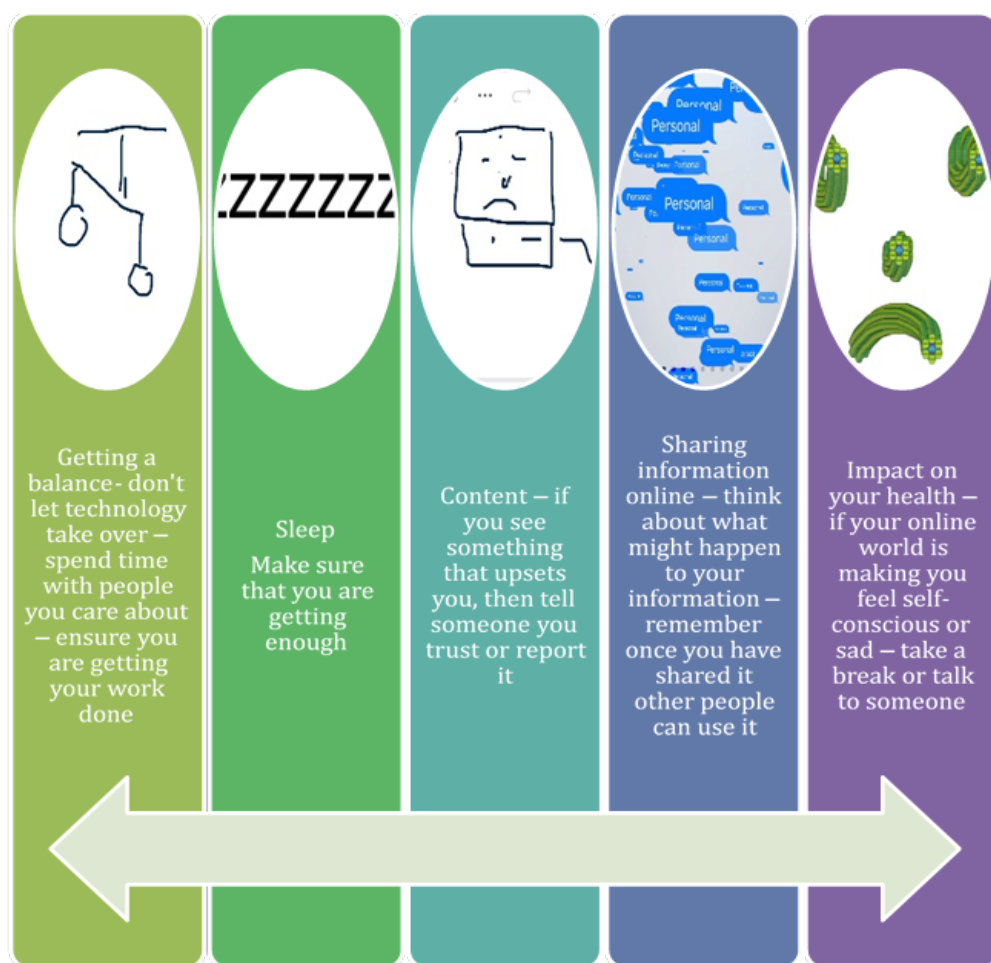 ZZZZZZZ
Personal
Personal
Personal
Personal
Personal
Personal
Personal
Personal
Personal
Personal
Getting a
balance- don't
let technology
take over –
spend time
with people
you care about
– ensure you
are getting
your work
done
Sleep
Make sure
that you are
getting
enough
Content – if
you see
something
that upsets
you, then tell
someone you
trust or report
it
Sharing
information
online – think
about what
might happen
to your
information –
remember
once you have
shared it
other people
can use it
Impact on
your health –
if your online
world is
making you
feel self-
conscious or
sad – take a
break or talk
to someone